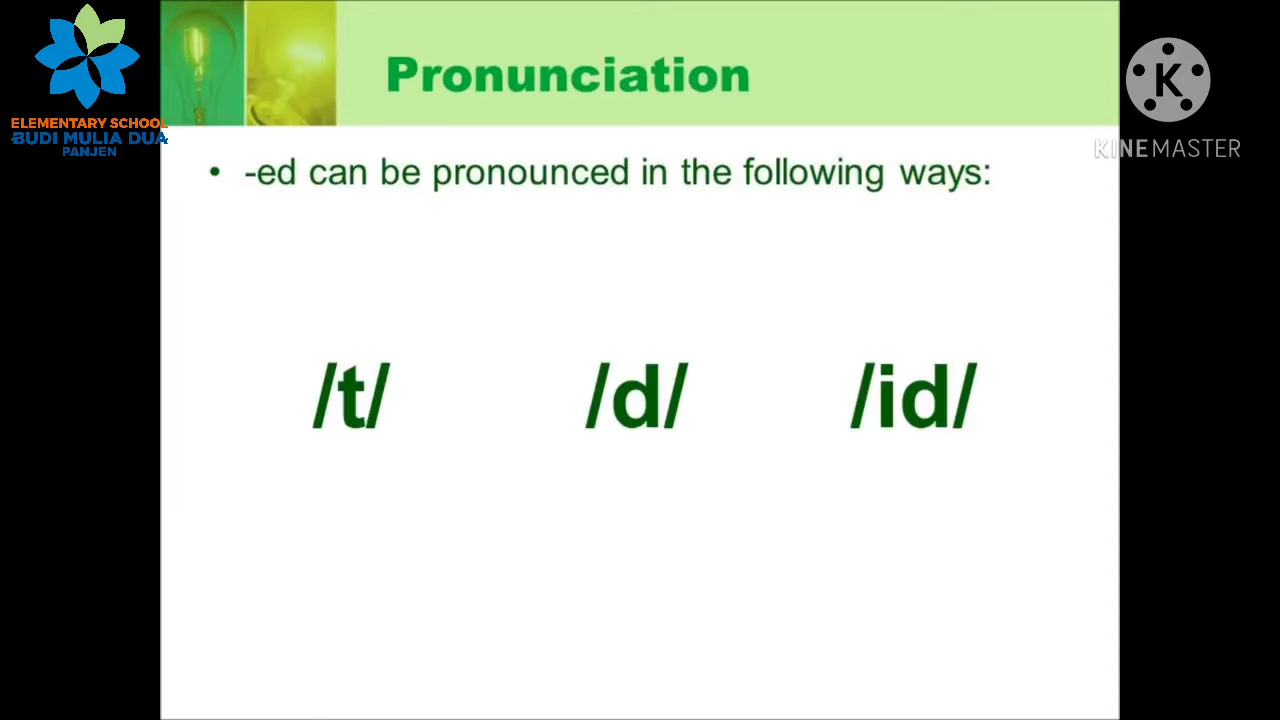 Pronunciation
ELEMENTARY SCHOOL
BUDI MULIA DUA
PANJEN
K
KINEMASTER
• -ed can be pronounced in the following ways:
/t/ /d/ /id/